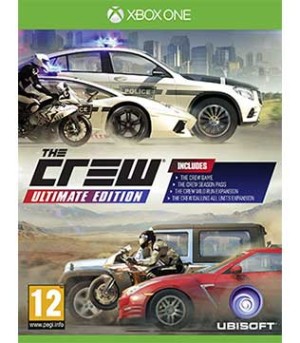 XBOX ONE
POLICE
THE
CREW
ULTIMATE EDITION
INCLUDES
• THE CREW GAME
• THE CREW SEASON PASS
• THE CREW WILD RUN EXPANSION
• THE CREW CALLING ALL UNITS EXPANSION
12
www.pegi.info
UBISOFT